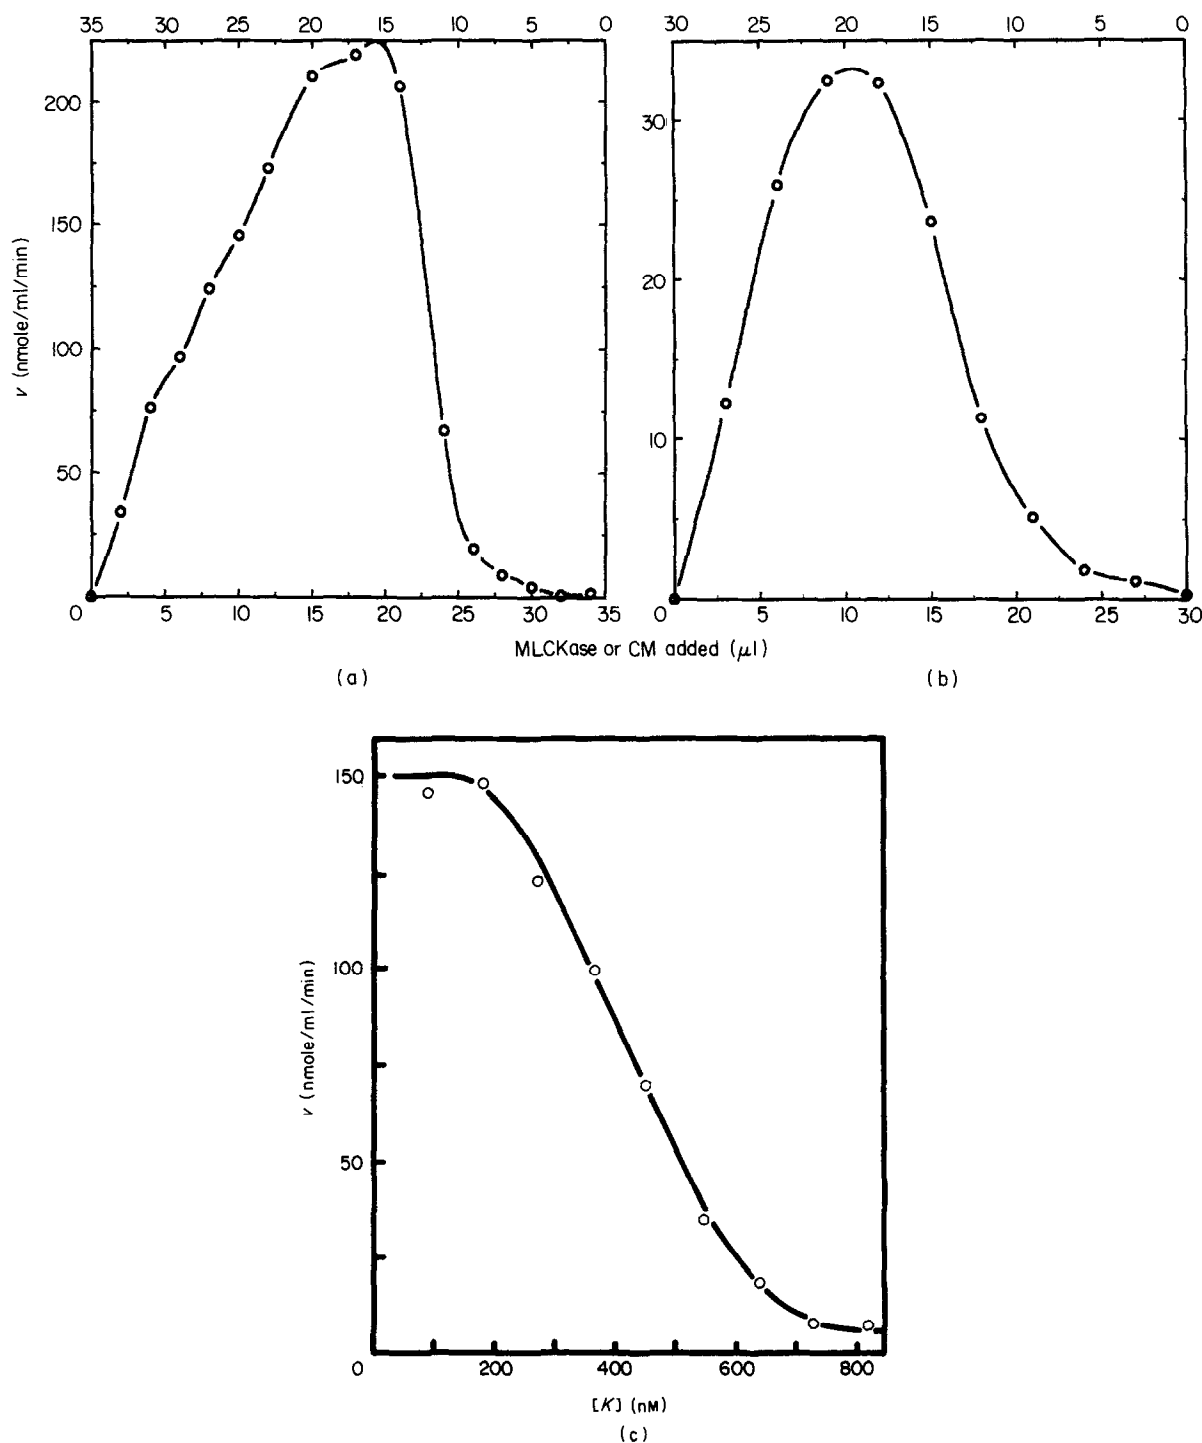 35 30 25 20 15 10 5 0
30 25 20 15 10 5 0
200
150
100
50
0
ν (nmole/ml/min)
30
20
10
0
0 5 10 15 20 25 30 35
0 5 10 15 20 25 30
MLCKase or CM added (μl)
(a)
(b)
150
100
50
ν (nmole/ml/min)
0 200 400 600 800
[K] (nM)
(c)